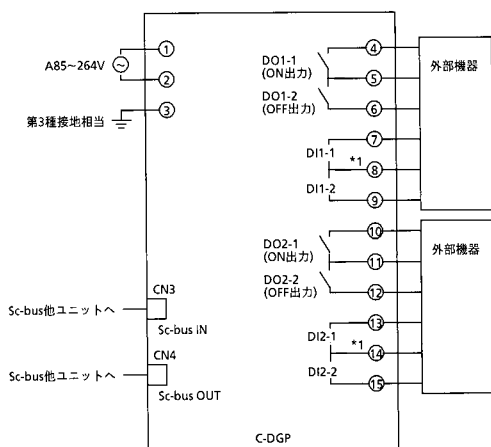 A85~264V
~
①
②
③
第3種接地相当
DO1-1
(ON出力)
DO1-2
(OFF出力)
④
⑤
⑥
外部機器
DI1-1
*1
DI1-2
⑦
⑧
⑨
DO2-1
(ON出力)
DO2-2
(OFF出力)
⑩
⑪
⑫
外部機器
DI2-1
*1
DI2-2
⑬
⑭
⑮
CN3
Sc-bus他ユニットへ
Sc-bus iN
CN4
Sc-bus他ユニットへ
Sc-bus OUT
C-DGP